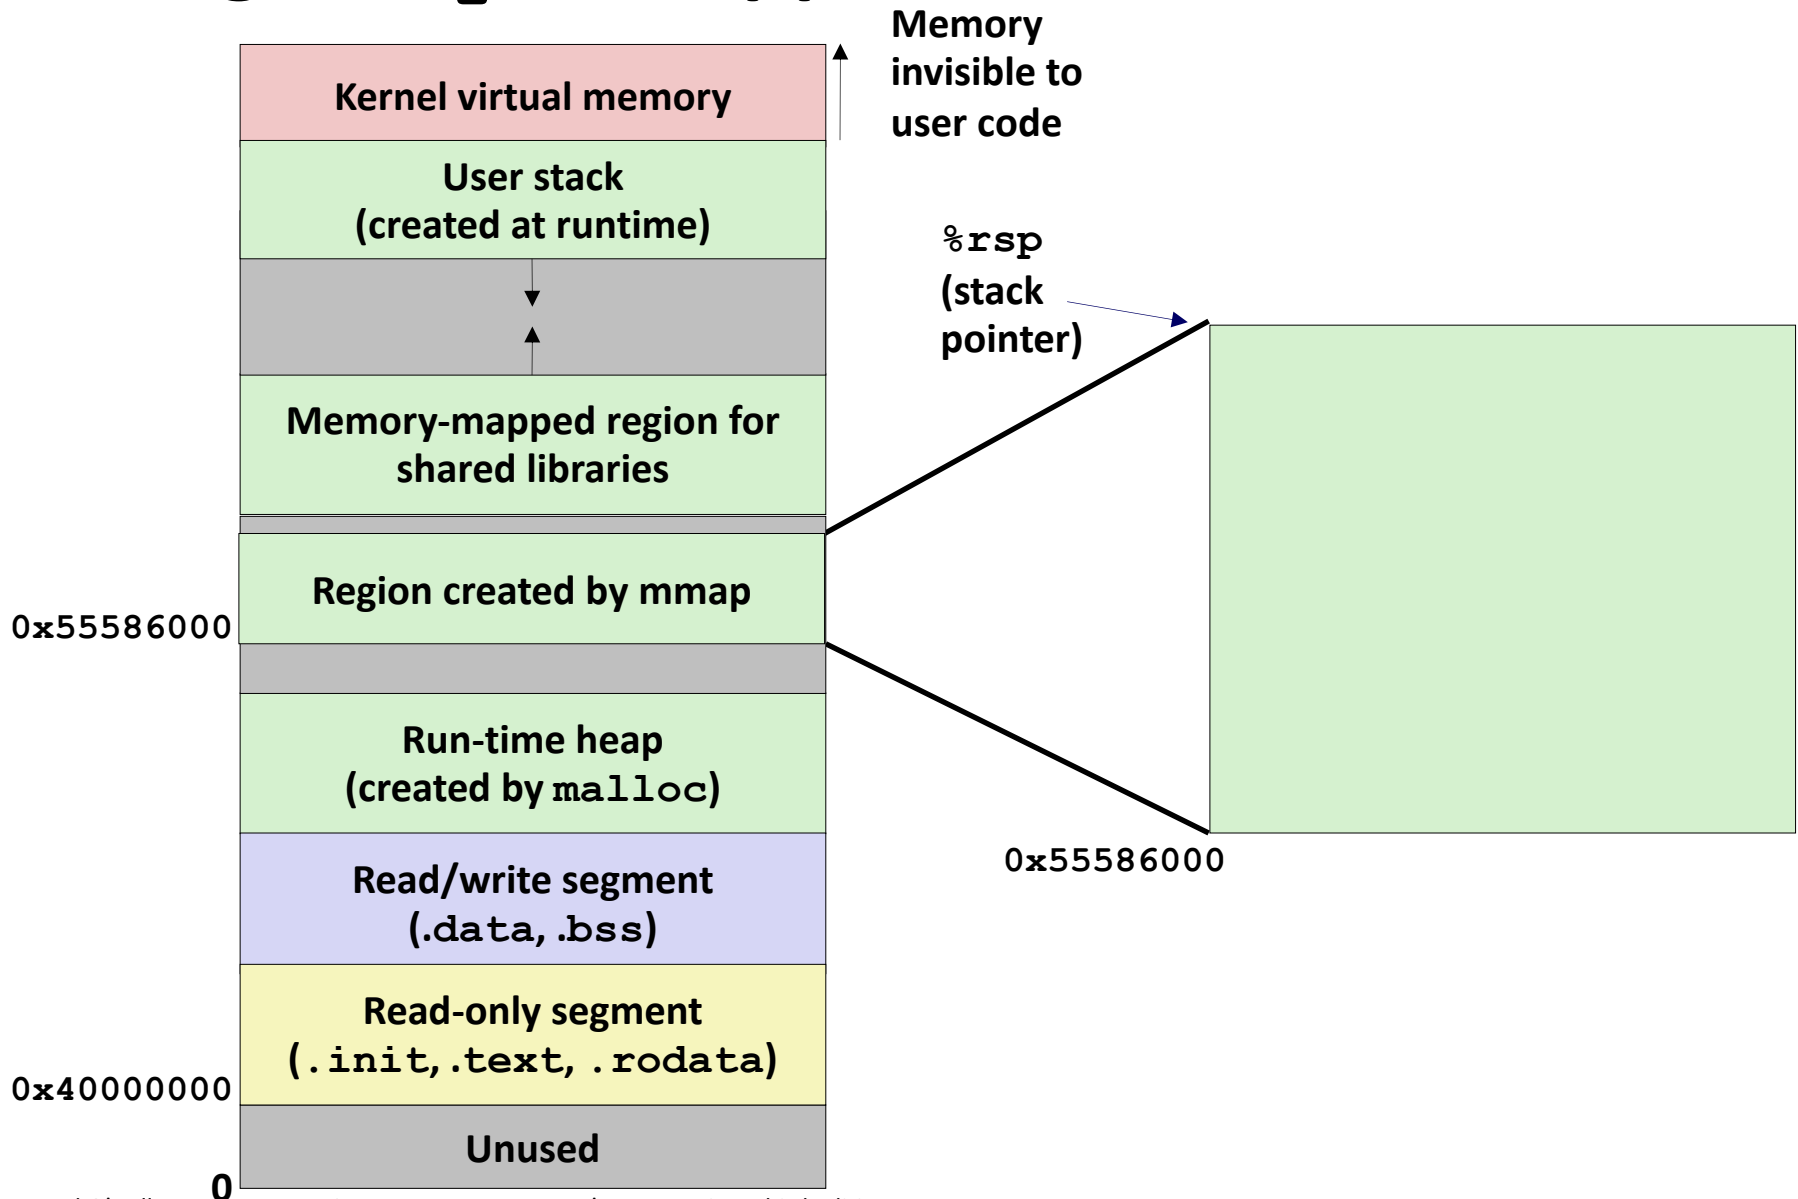 Memory
invisible to
user code
Kernel virtual memory
User stack
(created at runtime)
%rsp
(stack
pointer)
Memory-mapped region for
shared libraries
Region created by mmap
0x55586000
Run-time heap
(created by malloc)
0x55586000
Read/write segment
(.data, .bss)
Read-only segment
(.init, .text, .rodata)
0x40000000
Unused
0